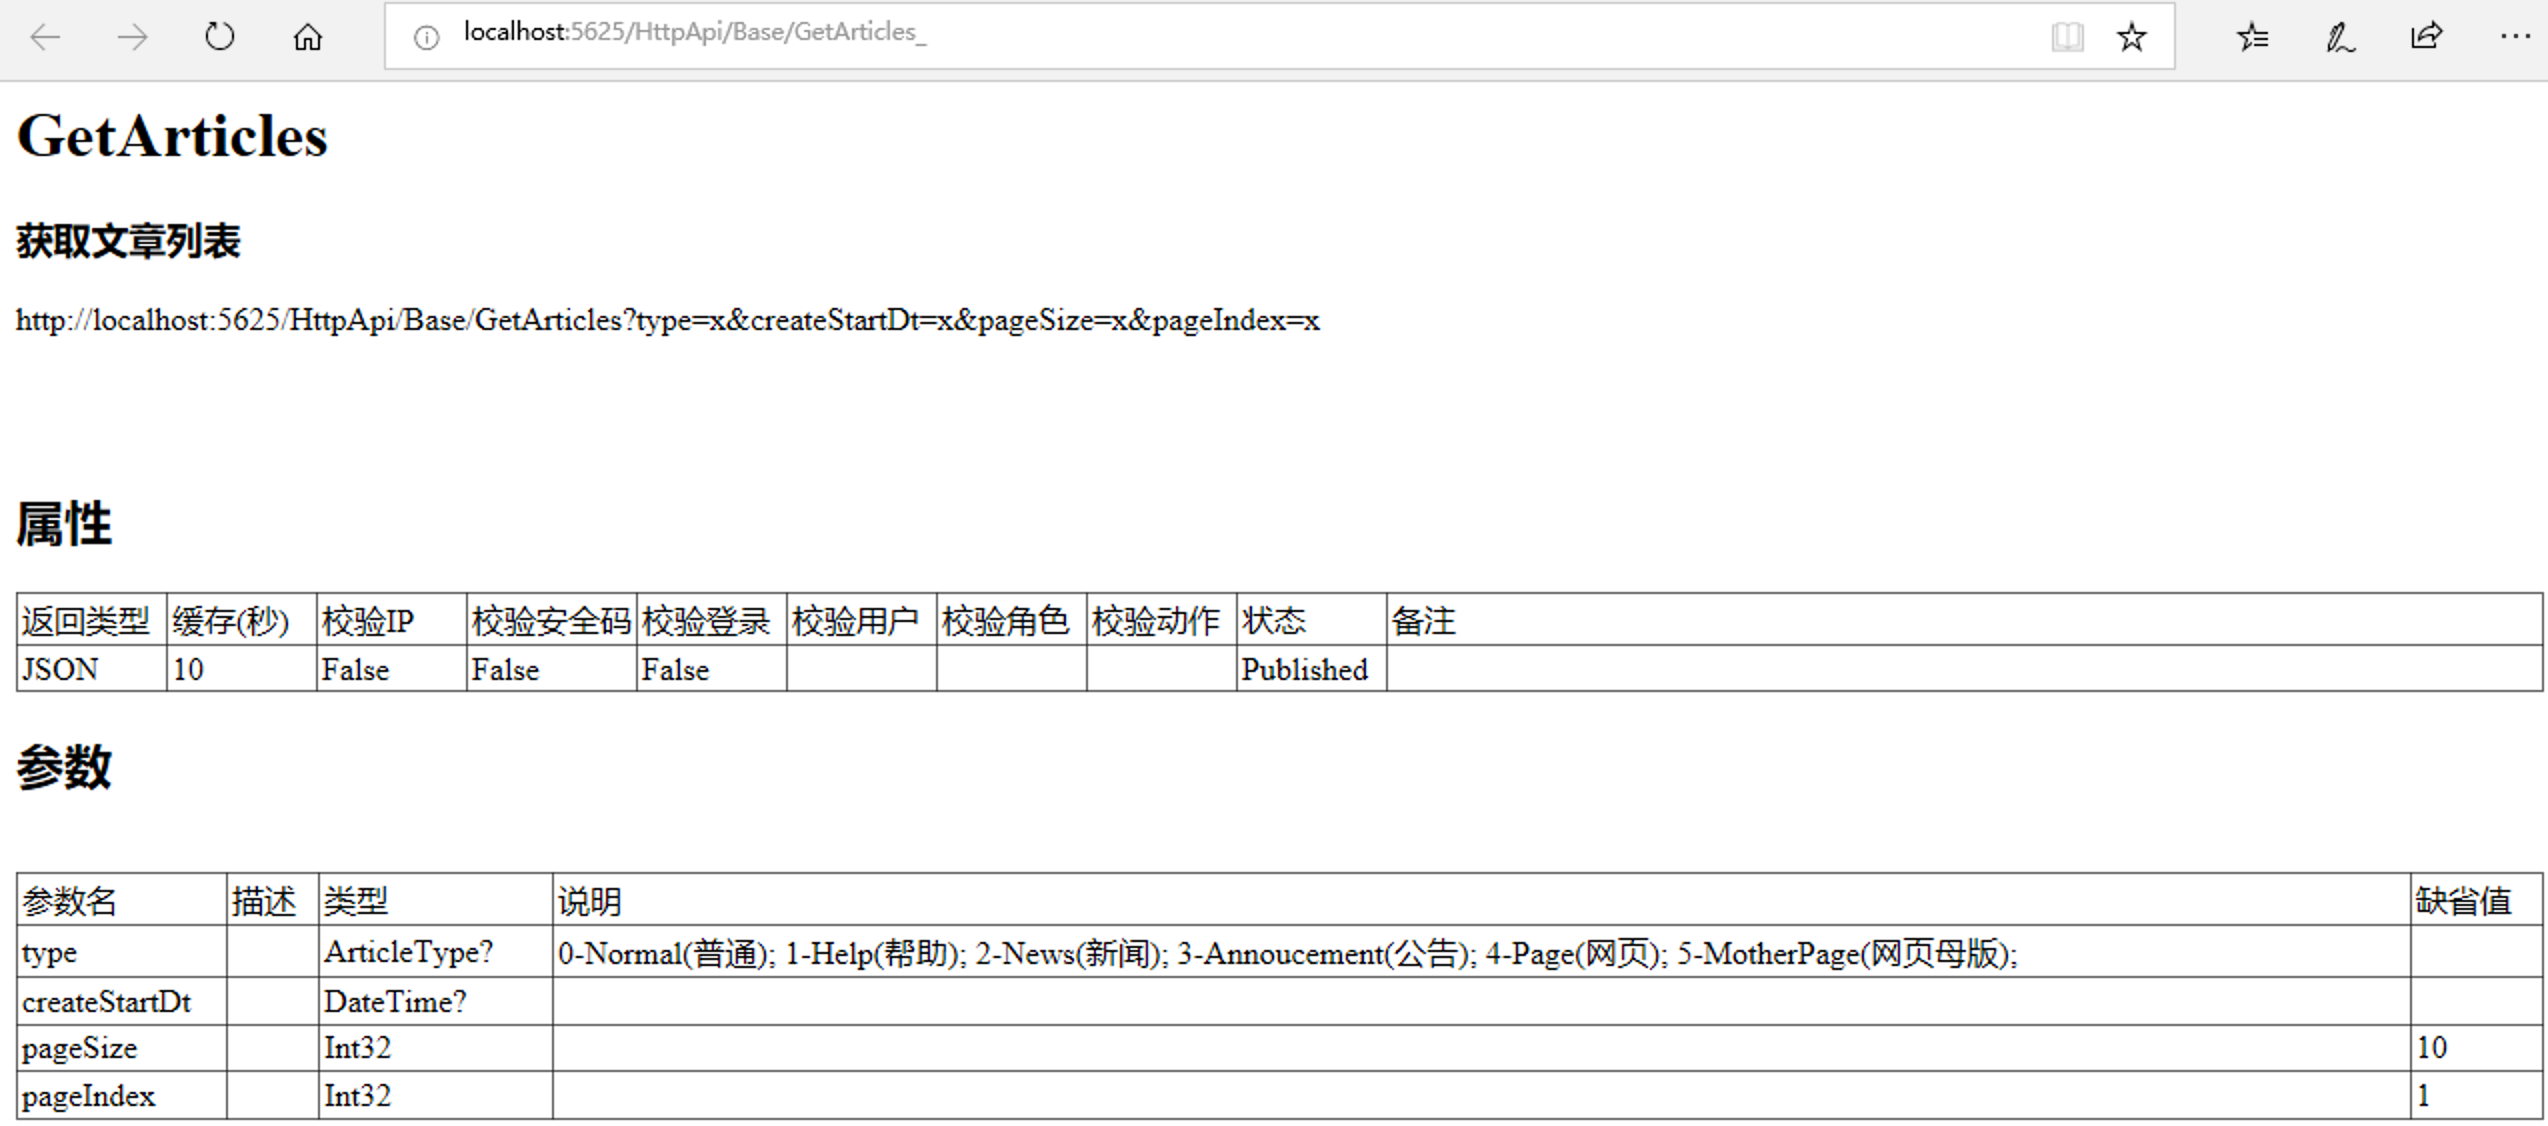 localhost:5625/HttpApi/Base/GetArticles_
GetArticles
获取文章列表
http://localhost:5625/HttpApi/Base/GetArticles?type=x&createStartDt=x&pageSize=x&pageIndex=x
属性
返回类型 缓存(秒) 校验IP 校验安全码 校验登录 校验用户 校验角色 校验动作 状态 备注
JSON 10 False False False Published
参数
参数名 描述 类型 说明 缺省值
type ArticleType? 0-Normal(普通); 1-Help(帮助); 2-News(新闻); 3-Annoucement(公告); 4-Page(网页); 5-MotherPage(网页母版);
createStartDt DateTime?
pageSize Int32 10
pageIndex Int32 1